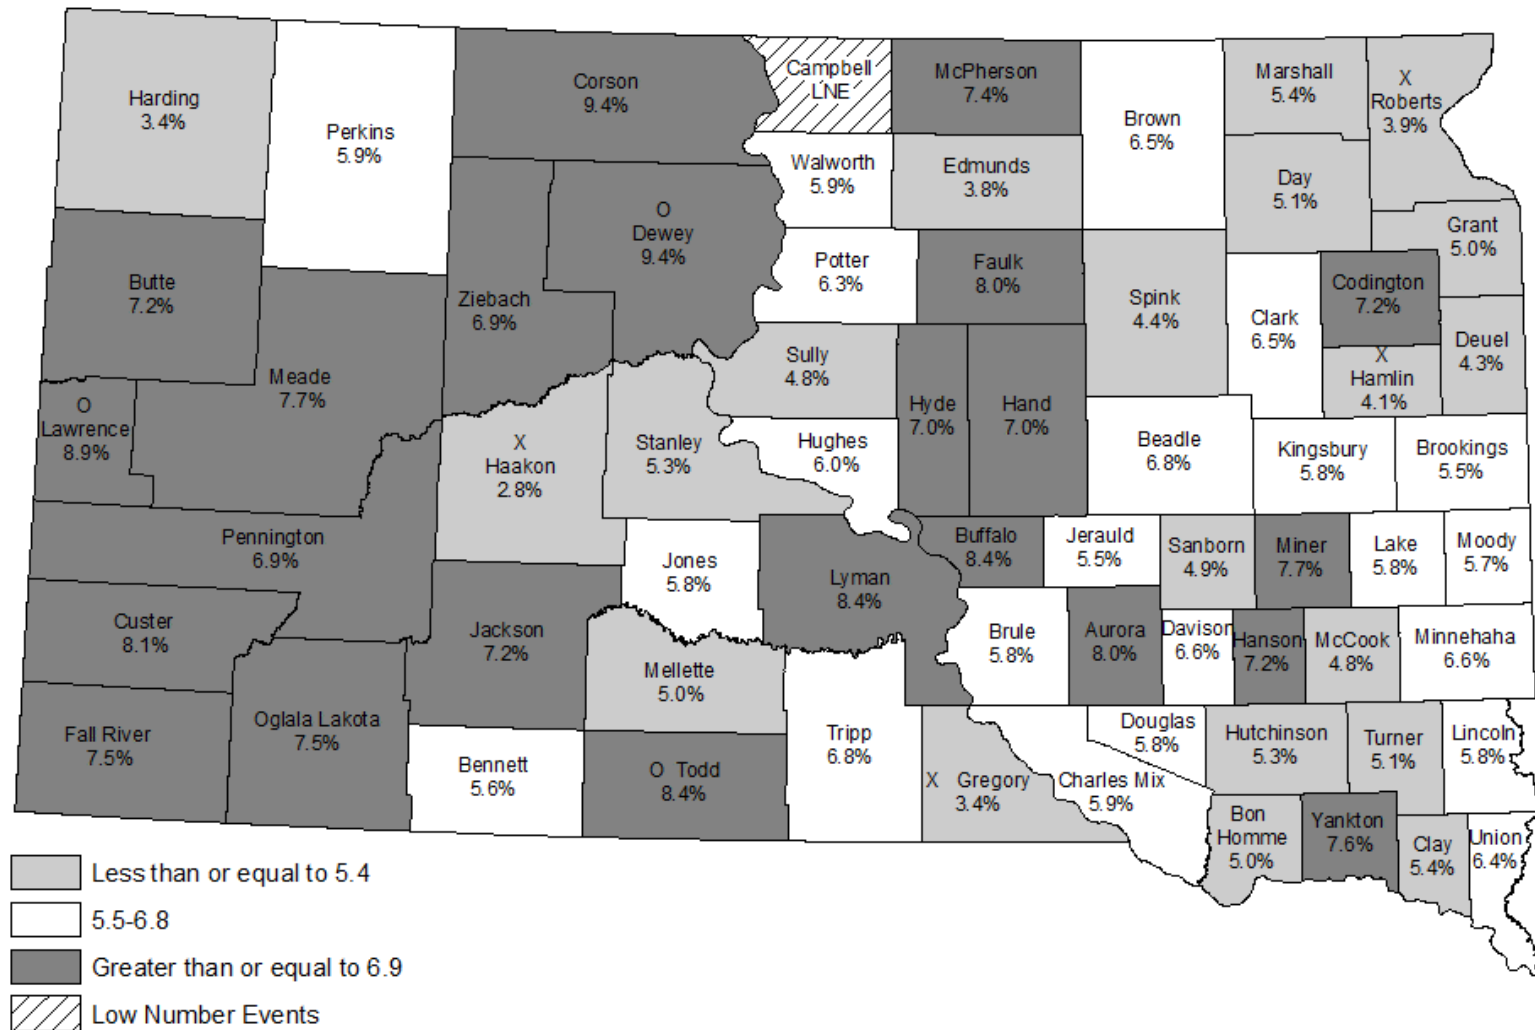 Harding
3.4%
Perkins
5.9%
Corson
9.4%
Campbell
LNE
McPherson
7.4%
Brown
6.5%
Marshall
5.4%
X
Roberts
3.9%
Walworth
5.9%
Edmunds
3.8%
Day
5.1%
Butte
7.2%
Ziebach
6.9%
O
Dewey
9.4%
Potter
6.3%
Faulk
8.0%
Spink
4.4%
Clark
6.5%
Codington
7.2%
Grant
5.0%
Meade
7.7%
Sully
4.8%
X
Hamlin
4.1%
Deuel
4.3%
O
Lawrence
8.9%
X
Haakon
2.8%
Stanley
5.3%
Hughes
6.0%
Hyde
7.0%
Hand
7.0%
Beadle
6.8%
Kingsbury
5.8%
Brookings
5.5%
Pennington
6.9%
Jones
5.8%
Lyman
8.4%
Buffalo
8.4%
Jerauld
5.5%
Sanborn
4.9%
Miner
7.7%
Lake
5.8%
Moody
5.7%
Custer
8.1%
Jackson
7.2%
Mellette
5.0%
Brule
5.8%
Aurora
8.0%
Davison
6.6%
Hanson
7.2%
McCook
4.8%
Minnehaha
6.6%
Fall River
7.5%
Oglala Lakota
7.5%
Bennett
5.6%
O Todd
8.4%
Tripp
6.8%
X Gregory
3.4%
Charles Mix
5.9%
Douglas
5.8%
Hutchinson
5.3%
Turner
5.1%
Lincoln
5.8%
Bon
Homme
5.0%
Yankton
7.6%
Clay
5.4%
Union
6.4%
Less than or equal to 5.4
5.5-6.8
Greater than or equal to 6.9
Low Number Events